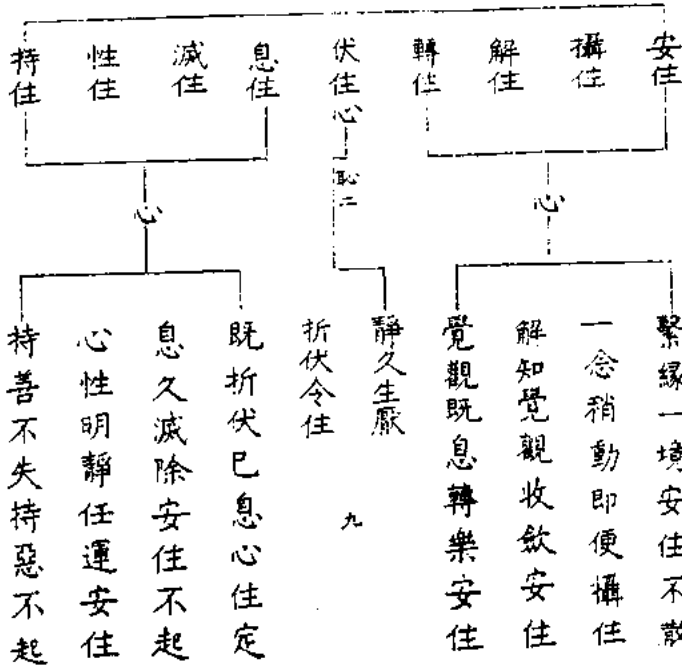 安住
攝住
解住
轉住
伏住心
息住
滅住
性住
持住
心
恥二
心
繫緣一境安住不散
一念稍動即便攝住
解知覺觀收歛安住
覺觀既息轉樂安住
靜久生厭
折伏令住
既折伏已息心住定
息久滅除安住不起
心性明靜任運安住
持善不失持惡不起
九